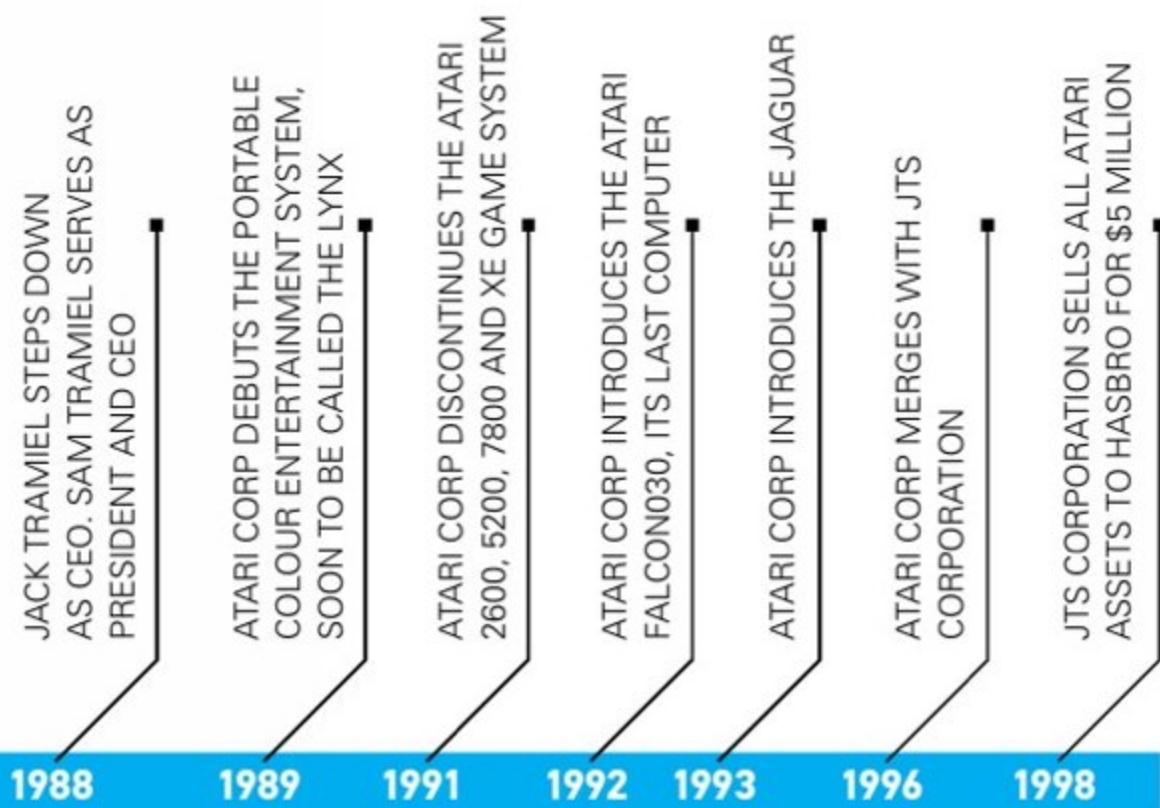 JACK TRAMIEL STEPS DOWN
AS CEO. SAM TRAMIEL SERVES AS
PRESIDENT AND CEO
1988
ATARI CORP DEBUTS THE PORTABLE
COLOUR ENTERTAINMENT SYSTEM,
SOON TO BE CALLED THE LYNX
1989
ATARI CORP DISCONTINUES THE ATARI
2600, 5200, 7800 AND XE GAME SYSTEM
1991
ATARI CORP INTRODUCES THE ATARI
FALCON030, ITS LAST COMPUTER
1992
ATARI CORP INTRODUCES THE JAGUAR
1993
ATARI CORP MERGES WITH JTS
CORPORATION
1996
JTS CORPORATION SELLS ALL ATARI
ASSETS TO HASBRO FOR $5 MILLION
1998